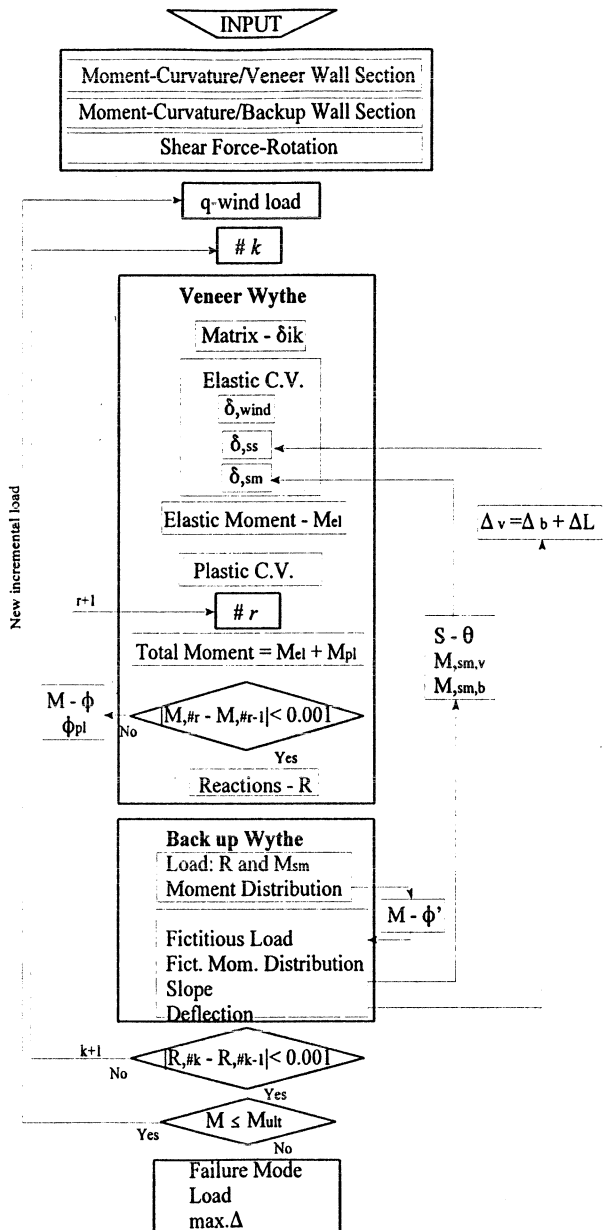 INPUT
Moment-Curvature/Veneer Wall Section
Moment-Curvature/Backup Wall Section
Shear Force-Rotation
q-wind load
# k
Veneer Wythe
Matrix - δik
Elastic C.V.
δ,wind
δ,ss
δ,sm
Elastic Moment - Mel
Δ v = Δ b + ΔL
New incremental load
Plastic C.V.
r+1
# r
S - θ
M,sm,v
M,sm,b
Total Moment = Mel + Mpl
M - ϕ
ϕpl
|M,#r - M,#r-1|< 0.001
No
Yes
Reactions - R
Back up Wythe
Load: R and Msm
Moment Distribution
M - ϕ'
Fictitious Load
Fict. Mom. Distribution
Slope
Deflection
k+1
|R,#k - R,#k-1|< 0.001
No
Yes
M ≤ Mult
Yes
No
Failure Mode
Load
max.Δ